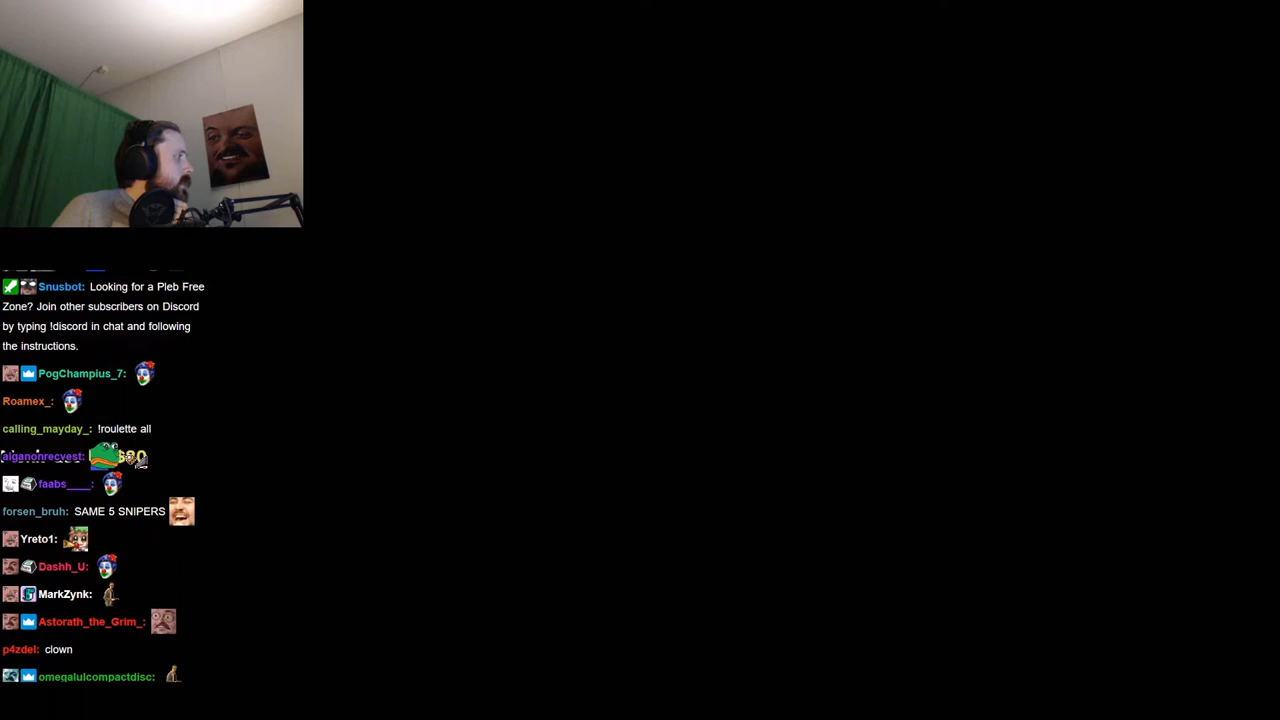 Snusbot: Looking for a Pleb Free
Zone? Join other subscribers on Discord
by typing !discord in chat and following
the instructions.
PogChampius_7:
Roamex_:
calling_mayday_: !roulette all
aiganonrecvest:
faabs____:
forsen_bruh: SAME 5 SNIPERS
Yreto1:
Dashh_U:
MarkZynk:
Astorath_the_Grim_:
p4zdel: clown
omegalulcompactdisc: